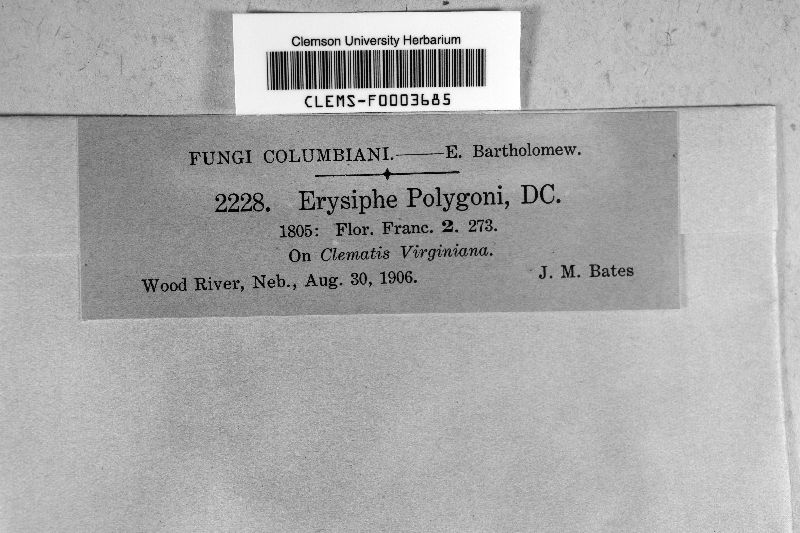 Clemson University Herbarium
CLEMS-F0003685
FUNGI COLUMBIANI.——E. Bartholomew.
2228. Erysiphe Polygoni, DC.
1805: Flor. Franc. 2. 273.
On Clematis Virginiana.
Wood River, Neb., Aug. 30, 1906. J. M. Bates